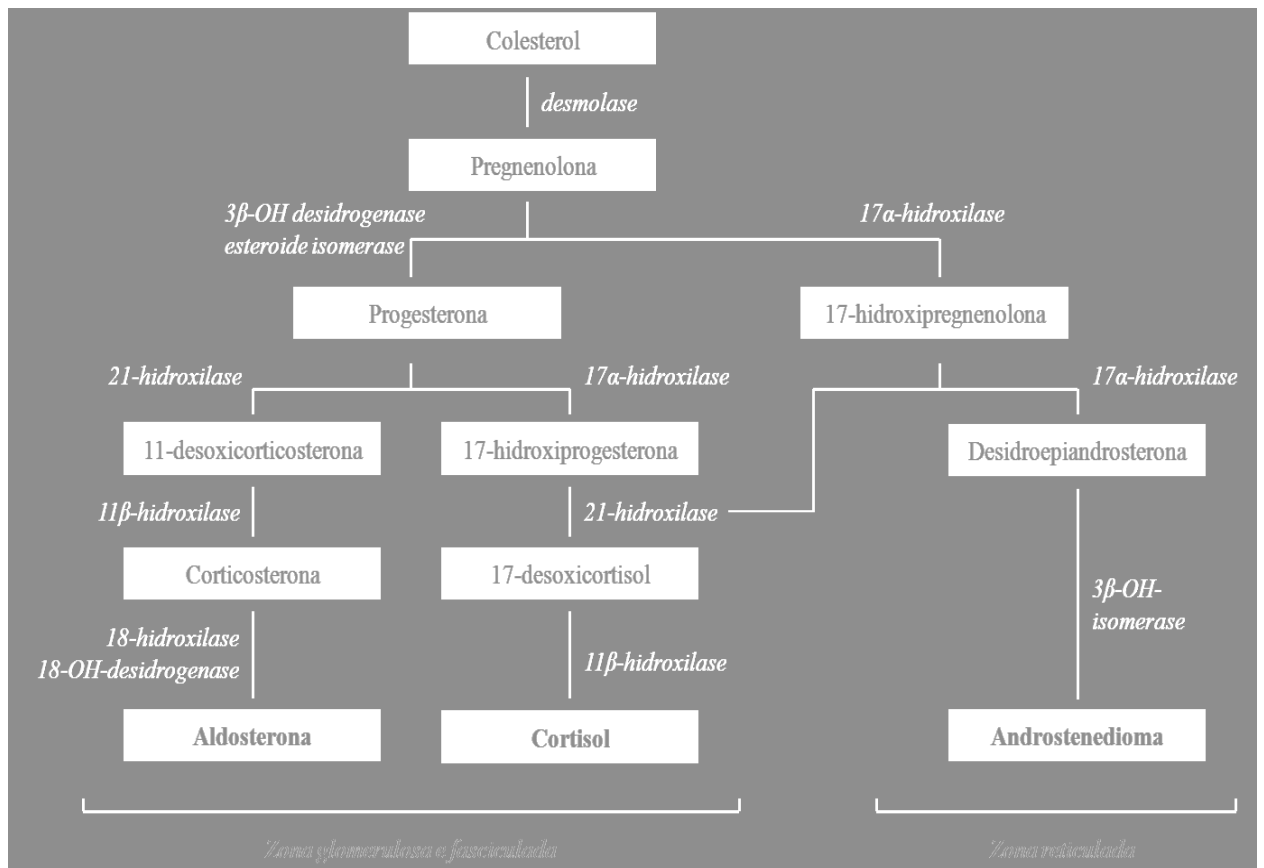 Colesterol
desmolase
Pregnenolona
3β-OH desidrogenase
esteroide isomerase
17α-hidroxilase
Progesterona
17-hidroxipregnenolona
21-hidroxilase
17α-hidroxilase
17α-hidroxilase
11-desoxicorticosterona
17-hidroxiprogesterona
Desidroepiandrosterona
11β-hidroxilase
21-hidroxilase
Corticosterona
17-desoxicortisol
3β-OH-
isomerase
18-hidroxilase
18-OH-desidrogenase
11β-hidroxilase
Aldosterona
Cortisol
Androstenedioma
Zona glomerulosa e fasciculada
Zona reticulada